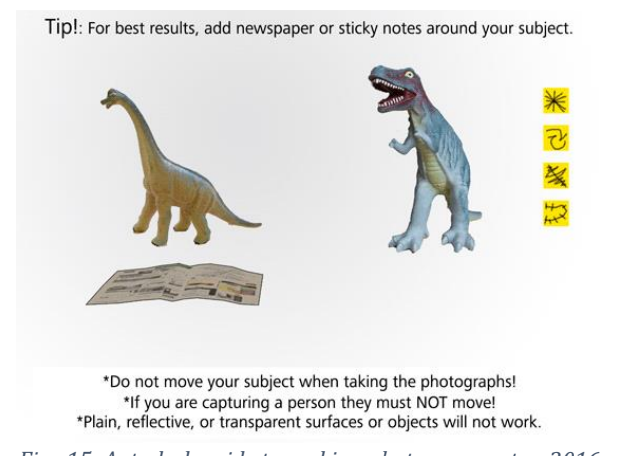 Tip!: For best results, add newspaper or sticky notes around your subject.
*Do not move your subject when taking the photographs!
*If you are capturing a person they must NOT move!
*Plain, reflective, or transparent surfaces or objects will not work.